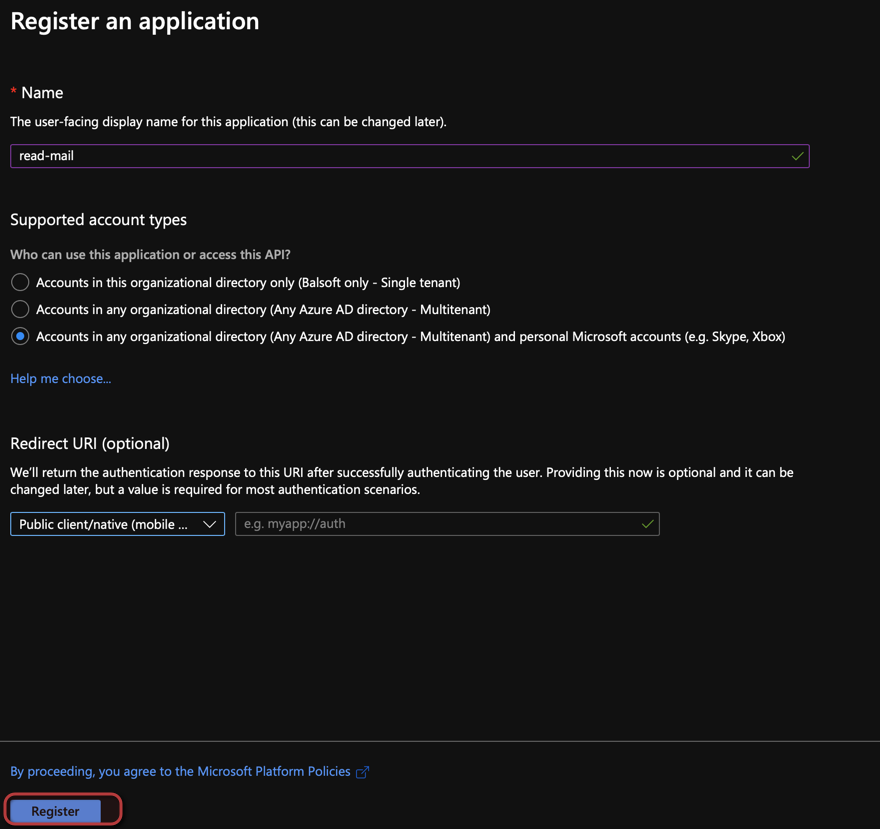 Register an application
* Name
The user-facing display name for this application (this can be changed later).
read-mail
Supported account types
Who can use this application or access this API?
Accounts in this organizational directory only (Balsoft only - Single tenant)
Accounts in any organizational directory (Any Azure AD directory - Multitenant)
Accounts in any organizational directory (Any Azure AD directory - Multitenant) and personal Microsoft accounts (e.g. Skype, Xbox)
Help me choose...
Redirect URI (optional)
We'll return the authentication response to this URI after successfully authenticating the user. Providing this now is optional and it can be
changed later, but a value is required for most authentication scenarios.
Public client/native (mobile ... e.g. myapp://auth
By proceeding, you agree to the Microsoft Platform Policies
Register